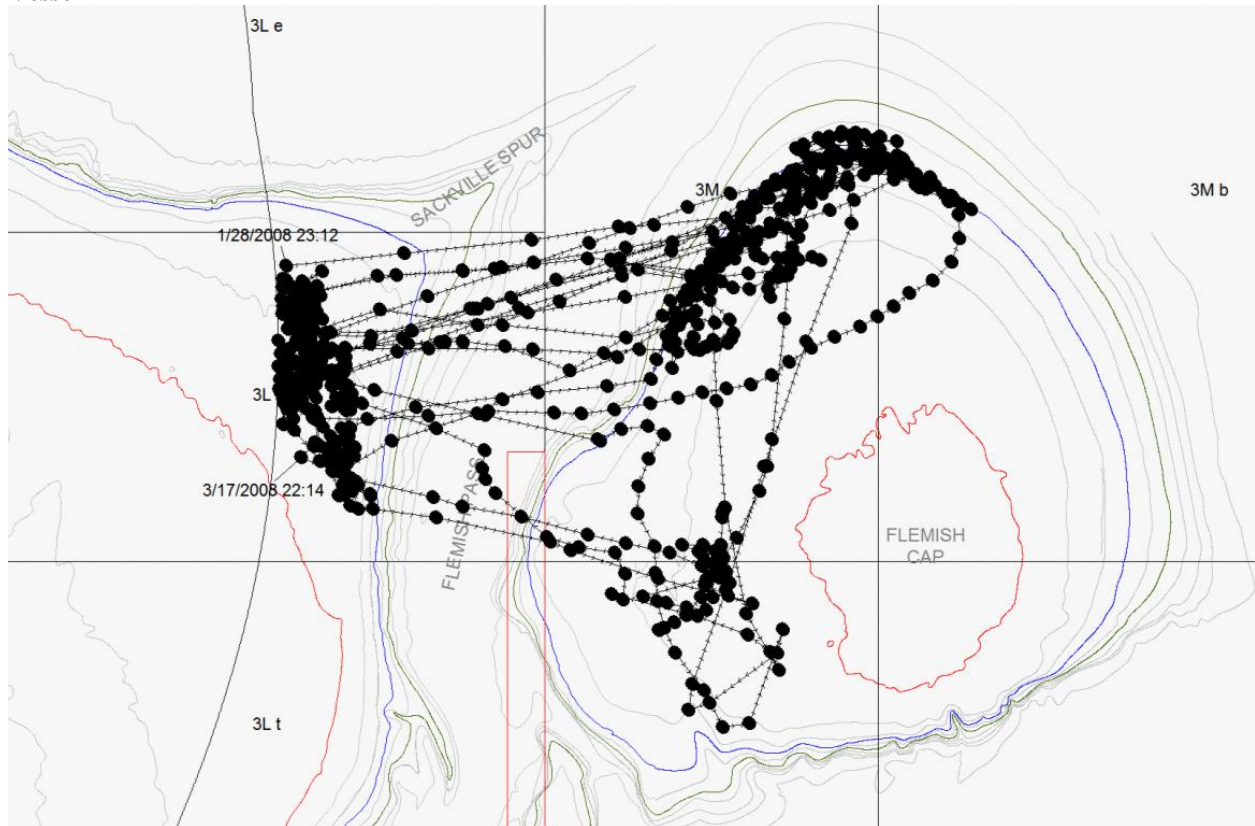 3L e
SACKVILLE SPUR
3M
3M b
1/28/2008 23:12
3L
3/17/2008 22:14
FLEMISH PASS
FLEMISH
CAP
3L t